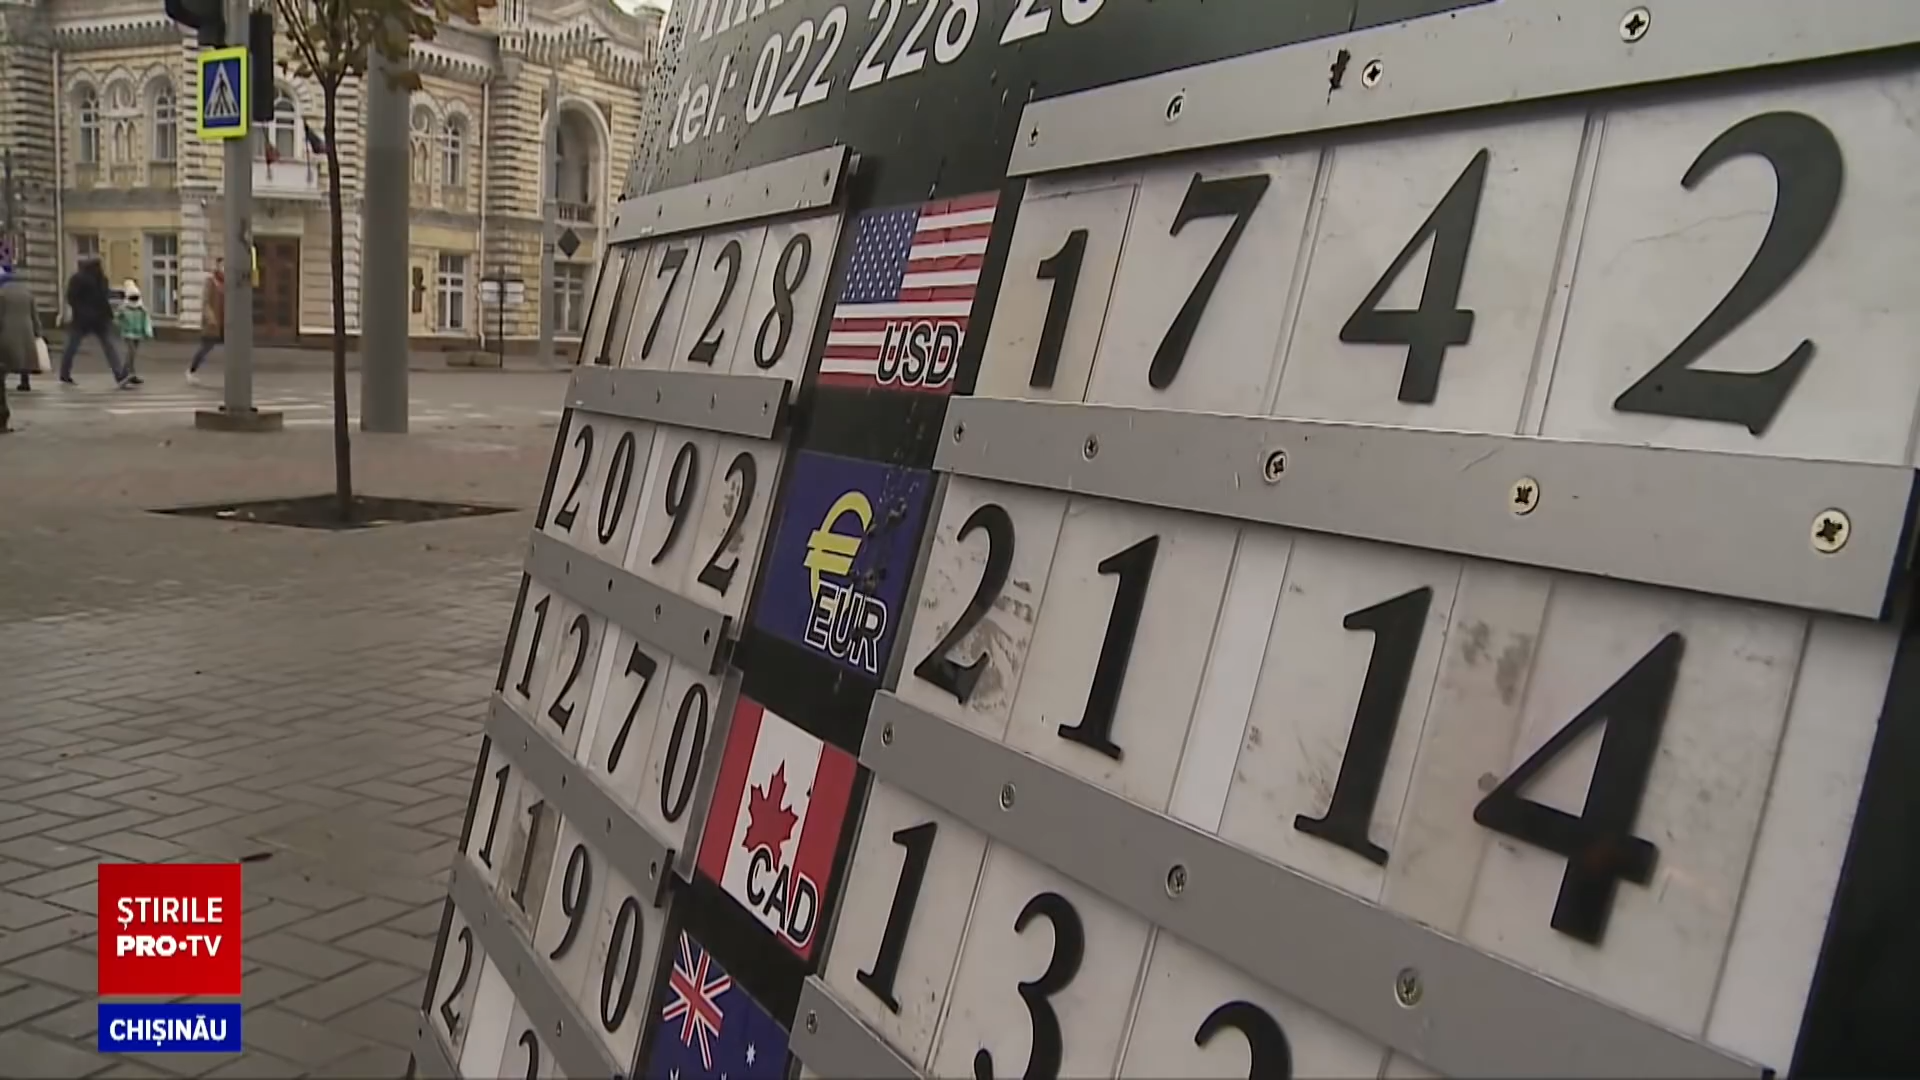 tel: 022 228
1728 USD 1742
2092 EUR 2114
1270 CAD 13
1190
2
ȘTIRILE
PRO•TV
CHIȘINĂU